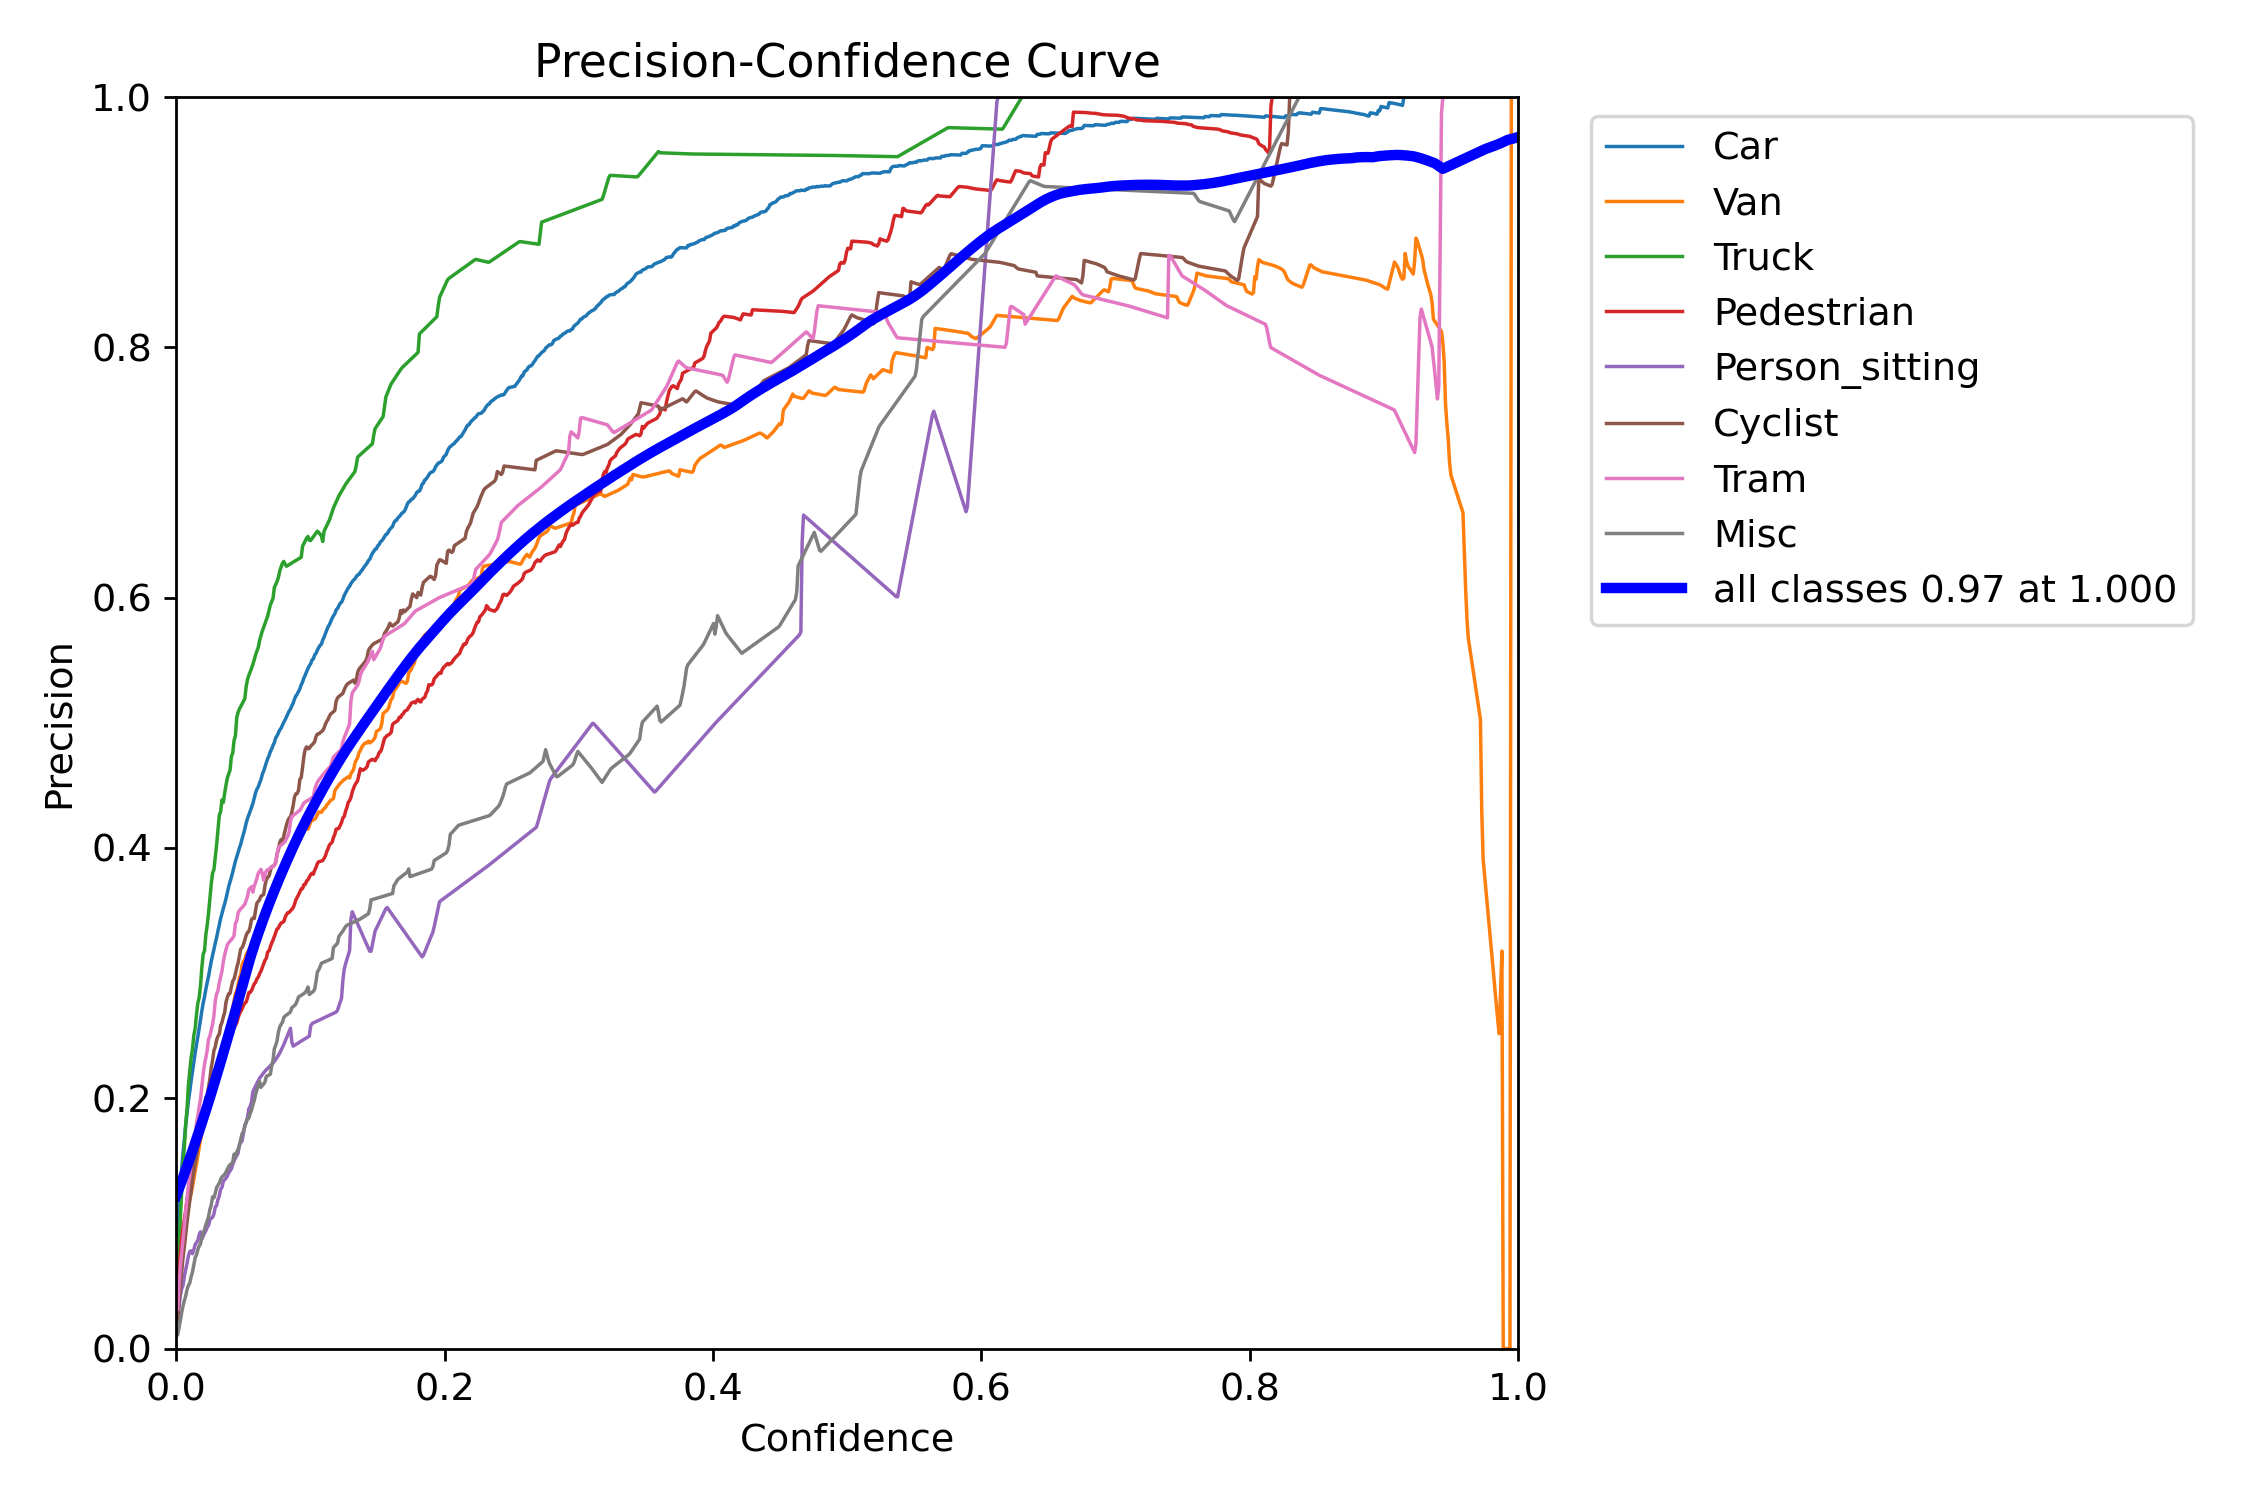 Precision-Confidence Curve
1.0
0.8
0.6
0.4
0.2
0.0
Precision
0.0 0.2 0.4 0.6 0.8 1.0
Confidence
Car
Van
Truck
Pedestrian
Person_sitting
Cyclist
Tram
Misc
all classes 0.97 at 1.000